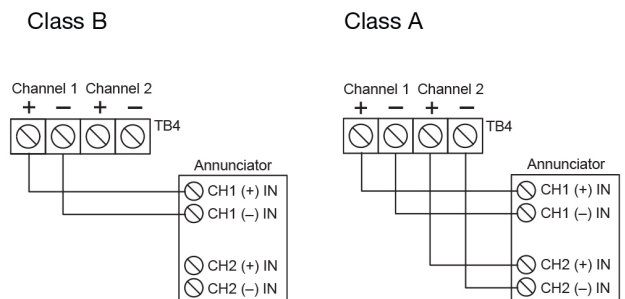 Class B
Channel 1 Channel 2
+ − + −
TB4
Annunciator
CH1 (+) IN
CH1 (–) IN
CH2 (+) IN
CH2 (–) IN
Class A
Channel 1 Channel 2
+ − + −
TB4
Annunciator
CH1 (+) IN
CH1 (–) IN
CH2 (+) IN
CH2 (–) IN